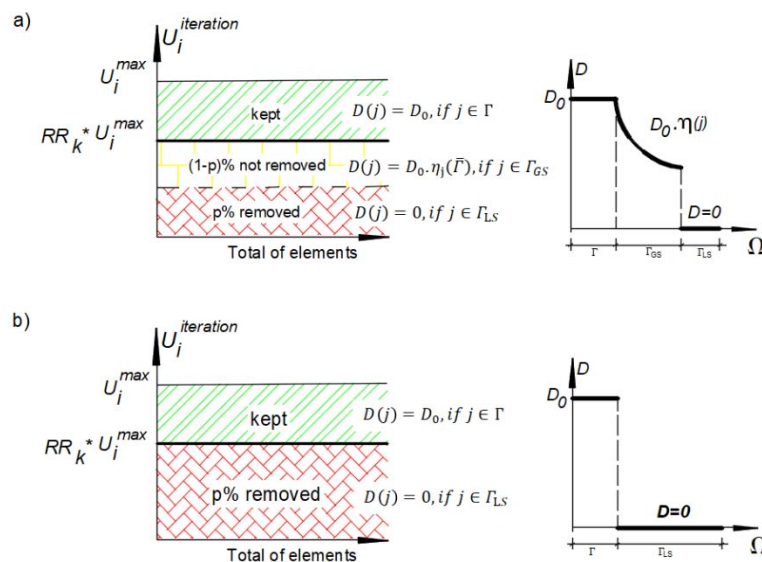 a)
U_i^iteration
U_i^max
kept
D(j) = D_0, if j ∈ Γ
RR_k * U_i^max
(1-p)% not removed
D(j) = D_0.η_j(Γ̄), if j ∈ Γ_GS
p% removed
D(j) = 0, if j ∈ Γ_LS
Total of elements
D
D_0
D_0.η(j)
D=0
Ω
Γ
Γ_GS
Γ_LS
b)
U_i^iteration
U_i^max
kept
D(j) = D_0, if j ∈ Γ
RR_k * U_i^max
p% removed
D(j) = 0, if j ∈ Γ_LS
Total of elements
D
D_0
D=0
Ω
Γ
Γ_LS